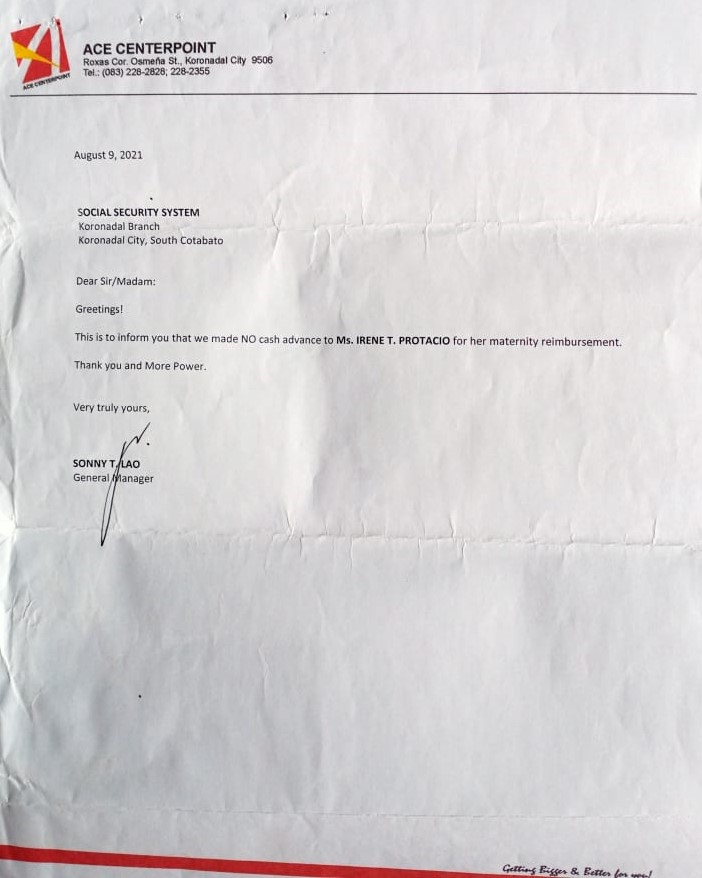 ACE CENTERPOINT
Roxas Cor. Osmeña St., Koronadal City 9506
Tel.: (083) 228-2828; 228-2355
ACE CENTERPOINT
August 9, 2021
SOCIAL SECURITY SYSTEM
Koronadal Branch
Koronadal City, South Cotabato
Dear Sir/Madam:
Greetings!
This is to inform you that we made NO cash advance to Ms. IRENE T. PROTACIO for her maternity reimbursement.
Thank you and More Power.
Very truly yours,
SONNY T. LAO
General Manager
Getting Bigger & Better for you!